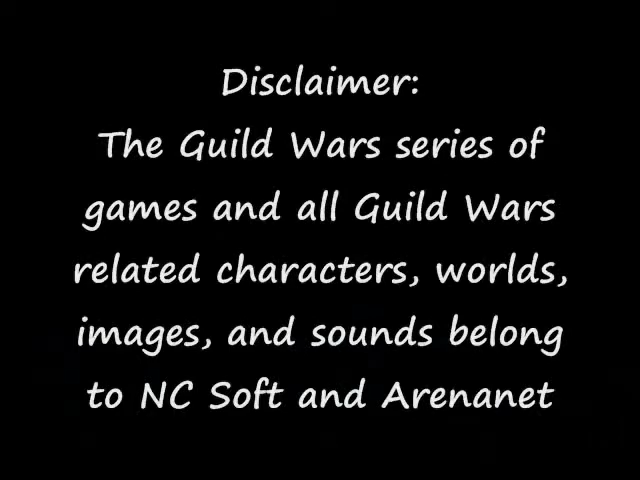 Disclaimer:
The Guild Wars series of
games and all Guild Wars
related characters, worlds,
images, and sounds belong
to NC Soft and Arenanet